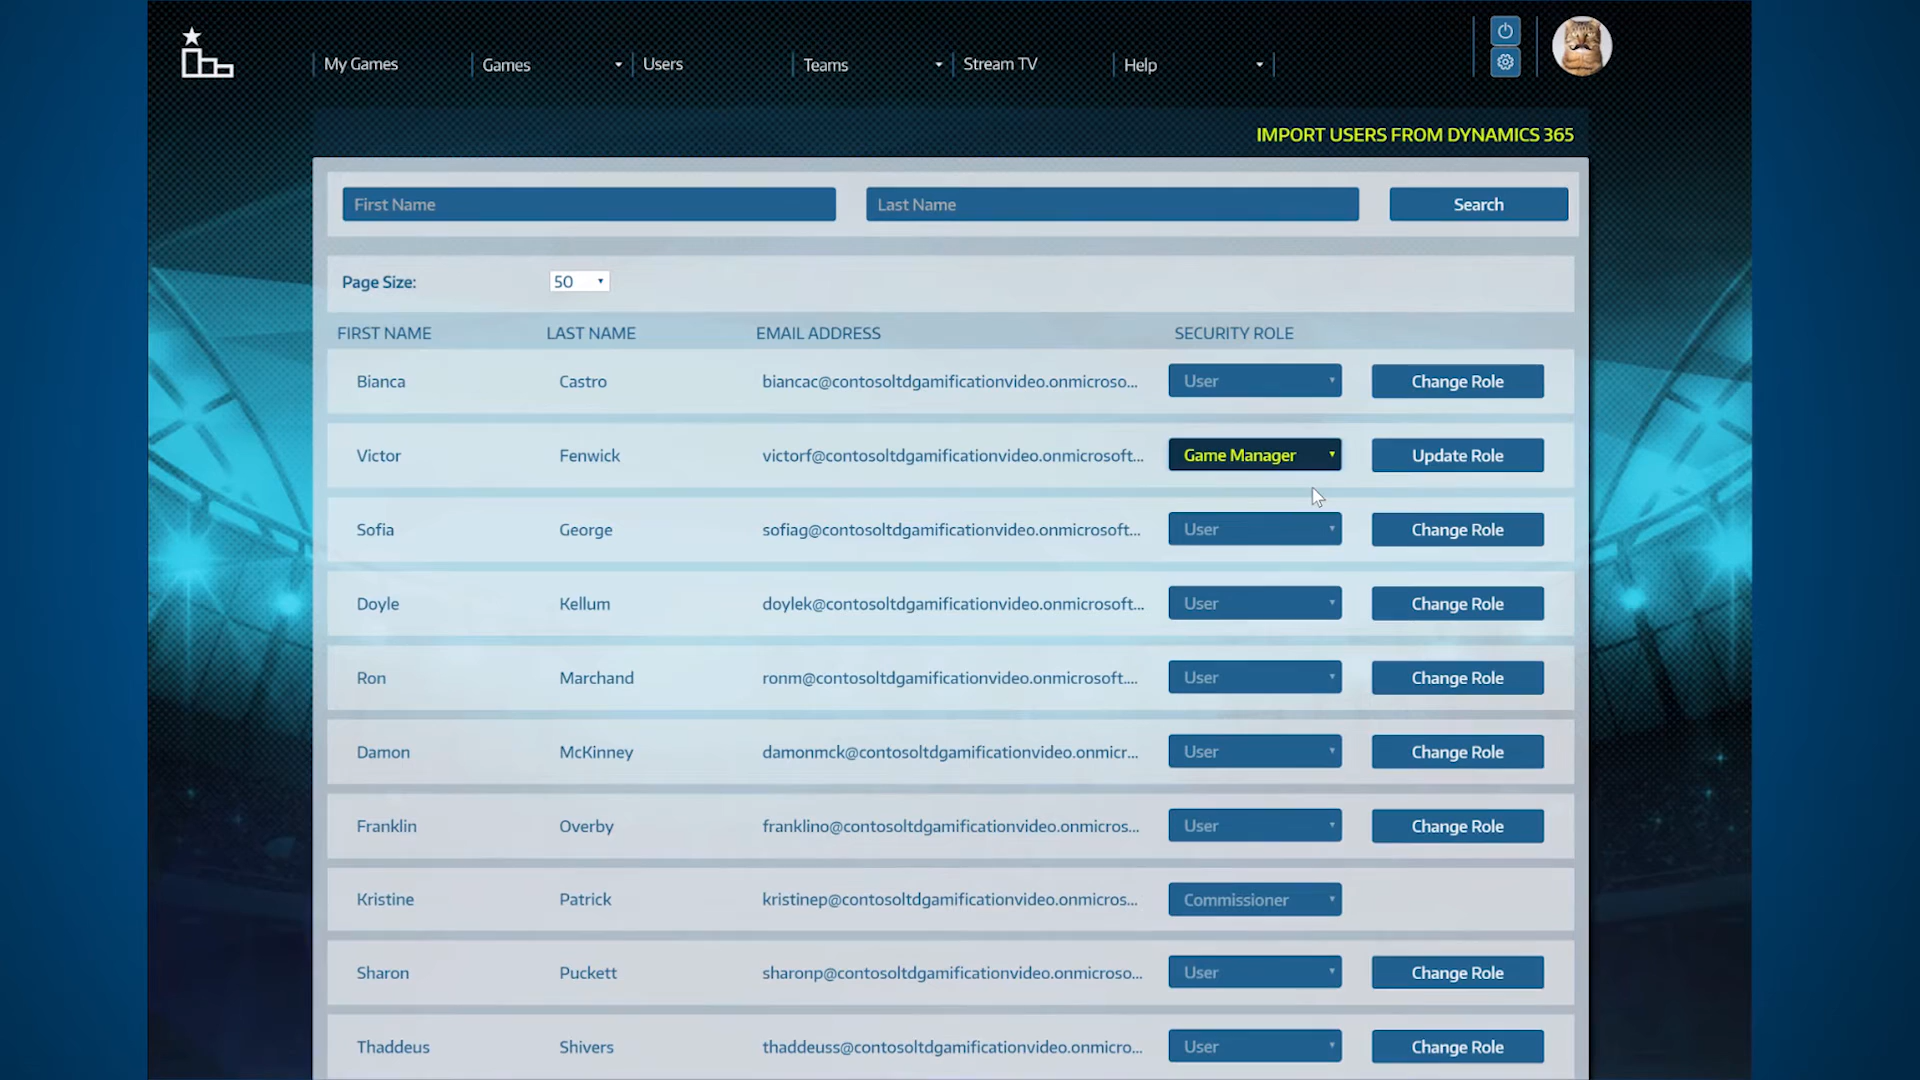 My Games
Games
Users
Teams
Stream TV
Help
IMPORT USERS FROM DYNAMICS 365
First Name
Last Name
Search
Page Size:
50
FIRST NAME LAST NAME EMAIL ADDRESS SECURITY ROLE
Bianca Castro biancac@contosoltdgamificationvideo.onmicroso... User Change Role
Victor Fenwick victorf@contosoltdgamificationvideo.onmicrosoft... Game Manager Update Role
Sofia George sofiag@contosoltdgamificationvideo.onmicrosoft... User Change Role
Doyle Kellum doylek@contosoltdgamificationvideo.onmicrosoft... User Change Role
Ron Marchand ronm@contosoltdgamificationvideo.onmicrosoft.... User Change Role
Damon McKinney damonmck@contosoltdgamificationvideo.onmicr... User Change Role
Franklin Overby franklino@contosoltdgamificationvideo.onmicros... User Change Role
Kristine Patrick kristinep@contosoltdgamificationvideo.onmicros... Commissioner
Sharon Puckett sharonp@contosoltdgamificationvideo.onmicroso... User Change Role
Thaddeus Shivers thaddeuss@contosoltdgamificationvideo.onmicro... User Change Role